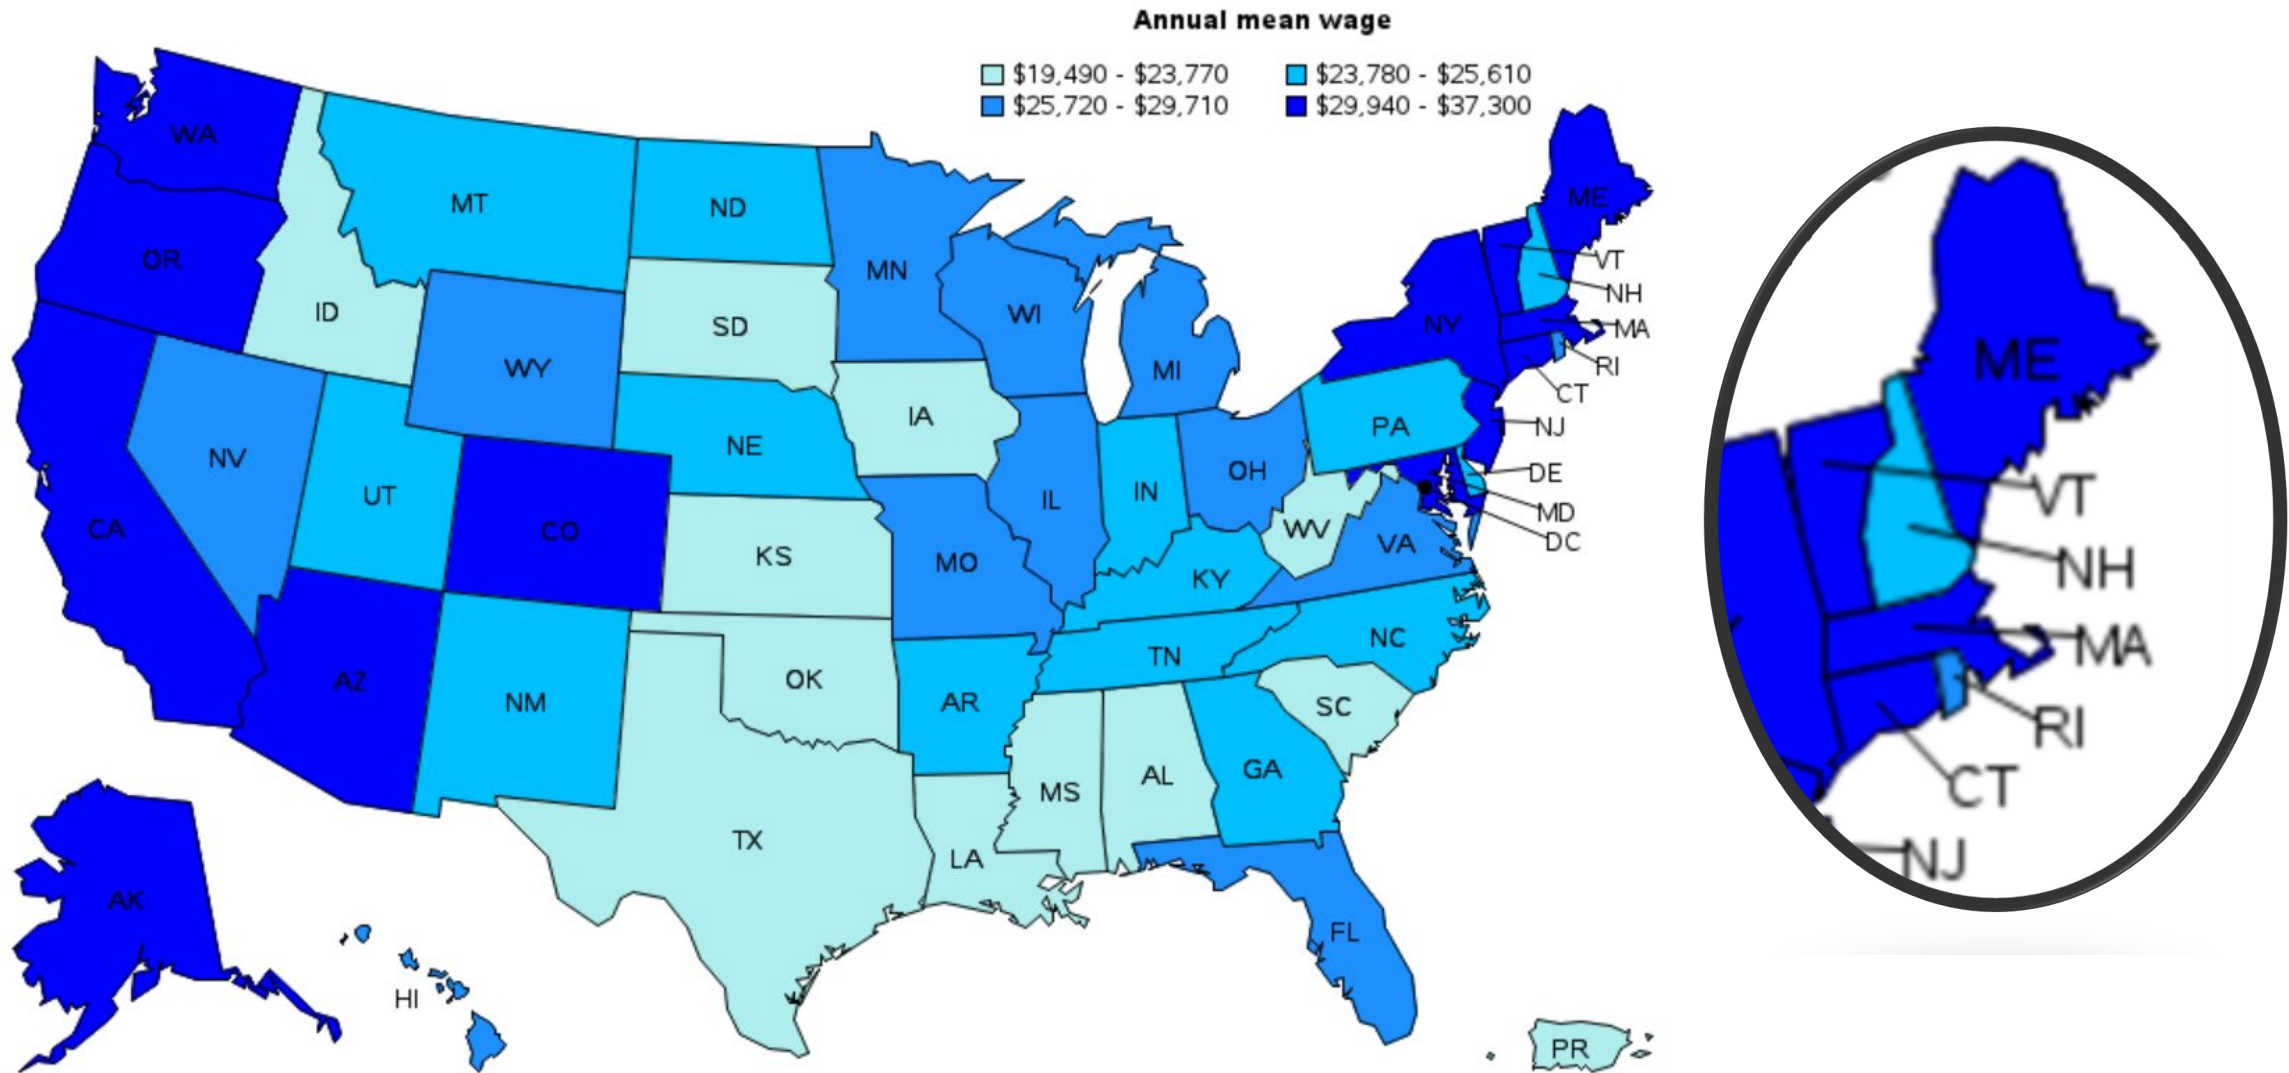 Annual mean wage
$19,490 - $23,770
$23,780 - $25,610
$25,720 - $29,710
$29,940 - $37,300
WA
OR
CA
ID
MT
ND
MN
WI
MI
ME
VT
NH
MA
RI
CT
NY
NJ
DE
MD
DC
PA
SD
WY
NV
UT
CO
NE
IA
IL
IN
OH
WV
VA
KS
MO
KY
AZ
NM
OK
AR
TN
NC
SC
TX
LA
MS
AL
GA
FL
AK
HI
PR
ME
VT
NH
MA
RI
CT
NJ